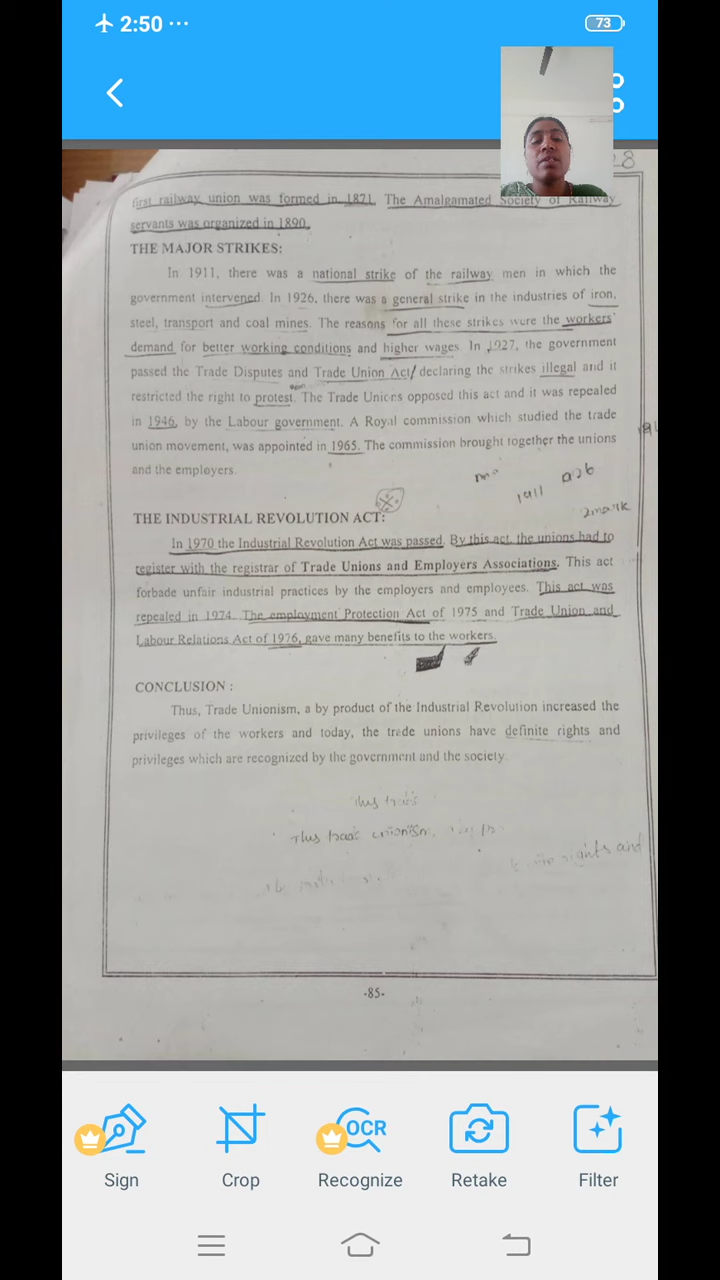 2:50 ...
73
28
first railway union was formed in 1871. The Amalgamated Society of Railway
servants was organized in 1890.
THE MAJOR STRIKES:
In 1911, there was a national strike of the railway men in which the
government intervened. In 1926, there was a general strike in the industries of iron,
steel, transport and coal mines. The reasons for all these strikes were the workers'
demand for better working conditions and higher wages. In 1927, the government
passed the Trade Disputes and Trade Union Act/ declaring the strikes illegal and it
restricted the right to protest. The Trade Unions opposed this act and it was repealed
in 1946, by the Labour government. A Royal commission which studied the trade
union movement, was appointed in 1965. The commission brought together the unions
and the employers.
1911
2mark
THE INDUSTRIAL REVOLUTION ACT:
In 1970 the Industrial Revolution Act was passed. By this act, the unions had to
register with the registrar of Trade Unions and Employers Associations. This act
forbade unfair industrial practices by the employers and employees. This act was
repealed in 1974. The employment Protection Act of 1975 and Trade Union and
Labour Relations Act of 1976, gave many benefits to the workers.
CONCLUSION :
Thus, Trade Unionism, a by product of the Industrial Revolution increased the
privileges of the workers and today, the trade unions have definite rights and
privileges which are recognized by the government and the society.
This trade
This trade unionism,
rights and
-85-
Sign
Crop
OCR
Recognize
Retake
Filter